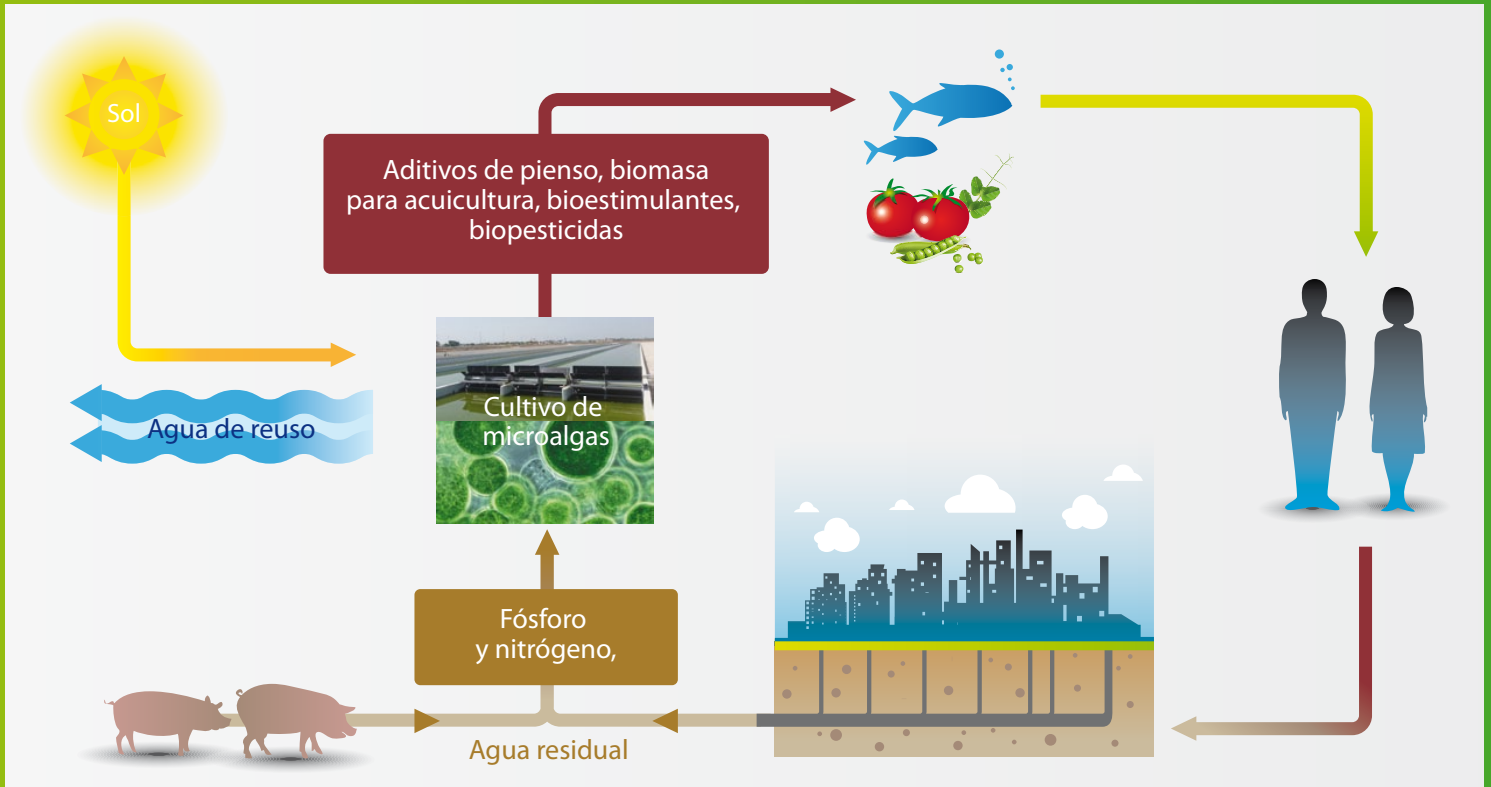 Sol
Aditivos de pienso, biomasa
para acuicultura, bioestimulantes,
biopesticidas
Agua de reuso
Cultivo de
microalgas
Fósforo
y nitrógeno,
Agua residual